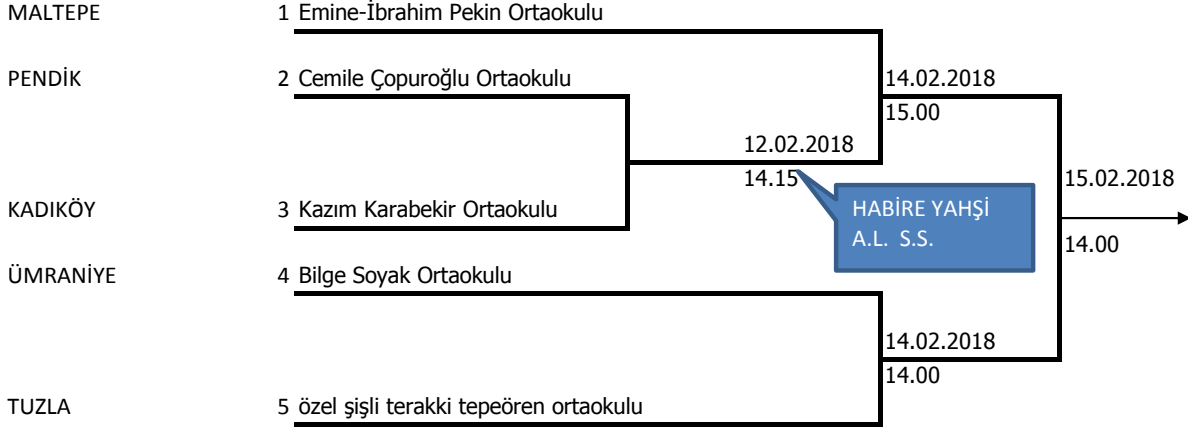 MALTEPE 1 Emine-İbrahim Pekin Ortaokulu
PENDİK 2 Cemile Çopuroğlu Ortaokulu 14.02.2018
15.00
12.02.2018
14.15 15.02.2018
KADIKÖY 3 Kazım Karabekir Ortaokulu HABİRE YAHŞİ
A.L. S.S.
14.00
ÜMRANİYE 4 Bilge Soyak Ortaokulu
14.02.2018
14.00
TUZLA 5 özel şişli terakki tepeören ortaokulu